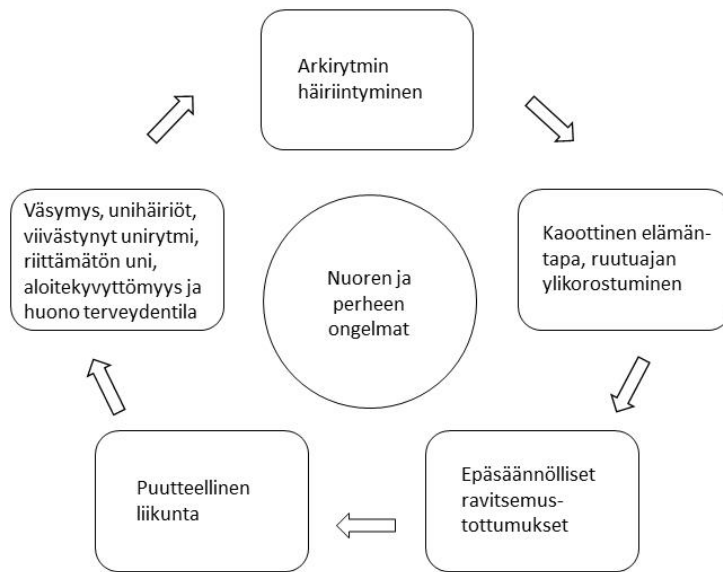 Arkirytmin
häiriintyminen
Kaoottinen elämän-
tapa, ruutuajan
ylikorostuminen
Epäsäännölliset
ravitsemus-
tottumukset
Puutteellinen
liikunta
Väsymys, unihäiriöt,
viivästynyt unirytmi,
riittämätön uni,
aloitekyvyttömyys ja
huono terveydentila
Nuoren ja
perheen
ongelmat